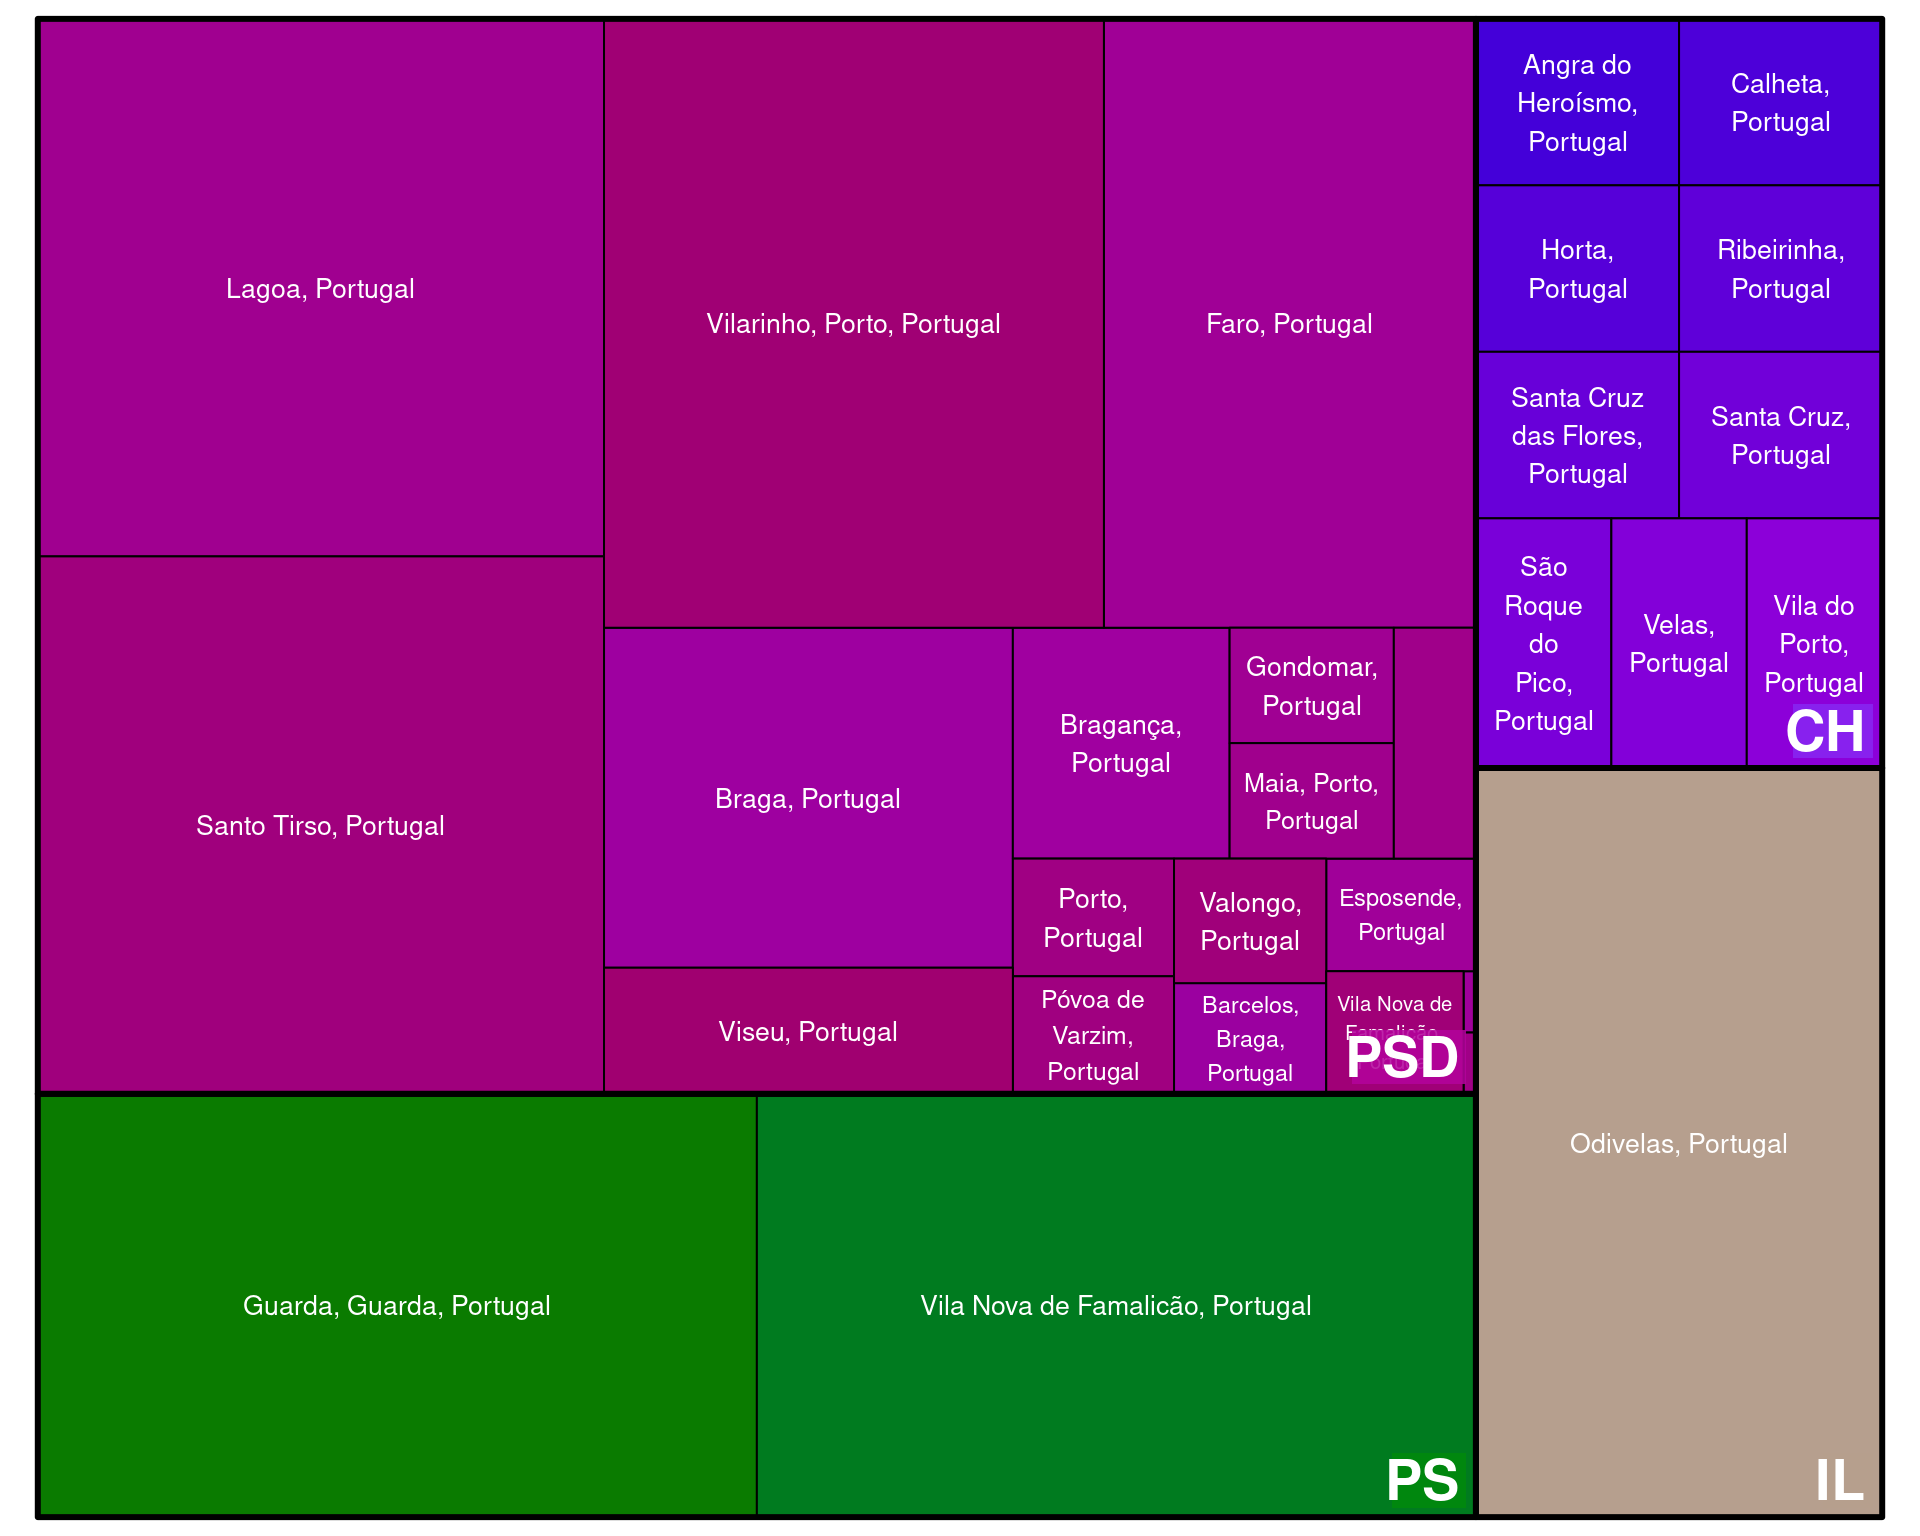 Lagoa, Portugal
Vilarinho, Porto, Portugal
Faro, Portugal
Santo Tirso, Portugal
Braga, Portugal
Viseu, Portugal
Bragança,
Portugal
Gondomar,
Portugal
Maia, Porto,
Portugal
Porto,
Portugal
Póvoa de
Varzim,
Portugal
Valongo,
Portugal
Barcelos,
Braga,
Portugal
Esposende,
Portugal
Vila Nova de
Famalicão,
PSD
Angra do
Heroísmo,
Portugal
Calheta,
Portugal
Horta,
Portugal
Ribeirinha,
Portugal
Santa Cruz
das Flores,
Portugal
Santa Cruz,
Portugal
São
Roque
do
Pico,
Portugal
Velas,
Portugal
Vila do
Porto,
Portugal
CH
Guarda, Guarda, Portugal
Vila Nova de Famalicão, Portugal
PS
Odivelas, Portugal
IL